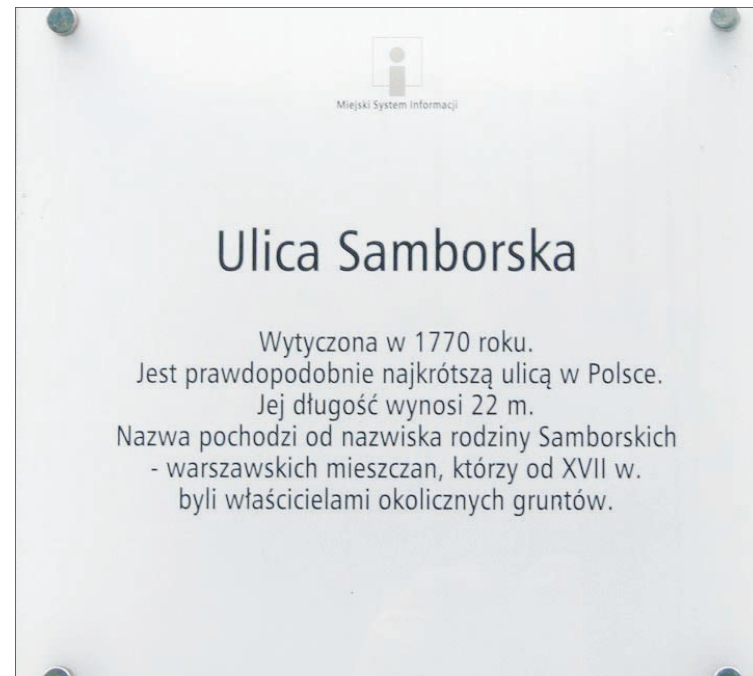 Miejski System Informacji
Ulica Samborska
Wytyczona w 1770 roku.
Jest prawdopodobnie najkrótszą ulicą w Polsce.
Jej długość wynosi 22 m.
Nazwa pochodzi od nazwiska rodziny Samborskich
- warszawskich mieszczan, którzy od XVII w.
byli właścicielami okolicznych gruntów.